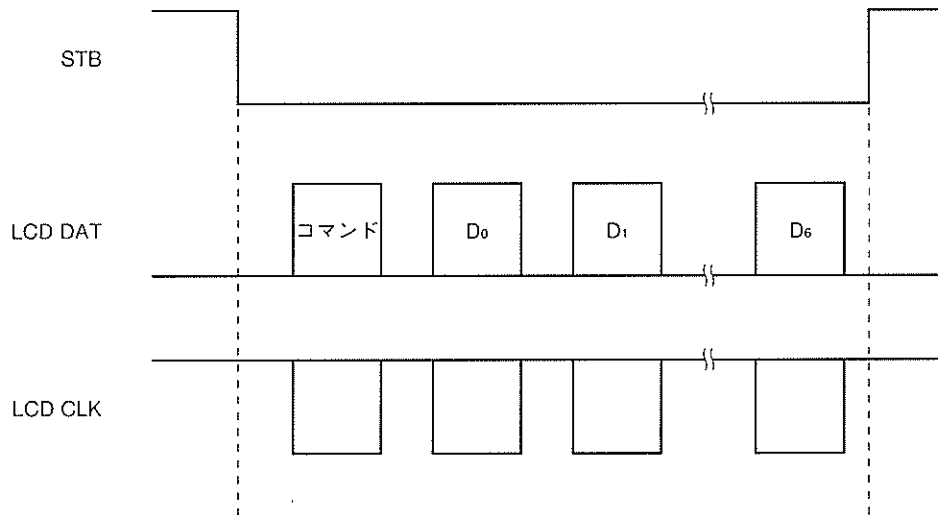 STB
LCD DAT
コマンド
D₀
D₁
D₆
LCD CLK